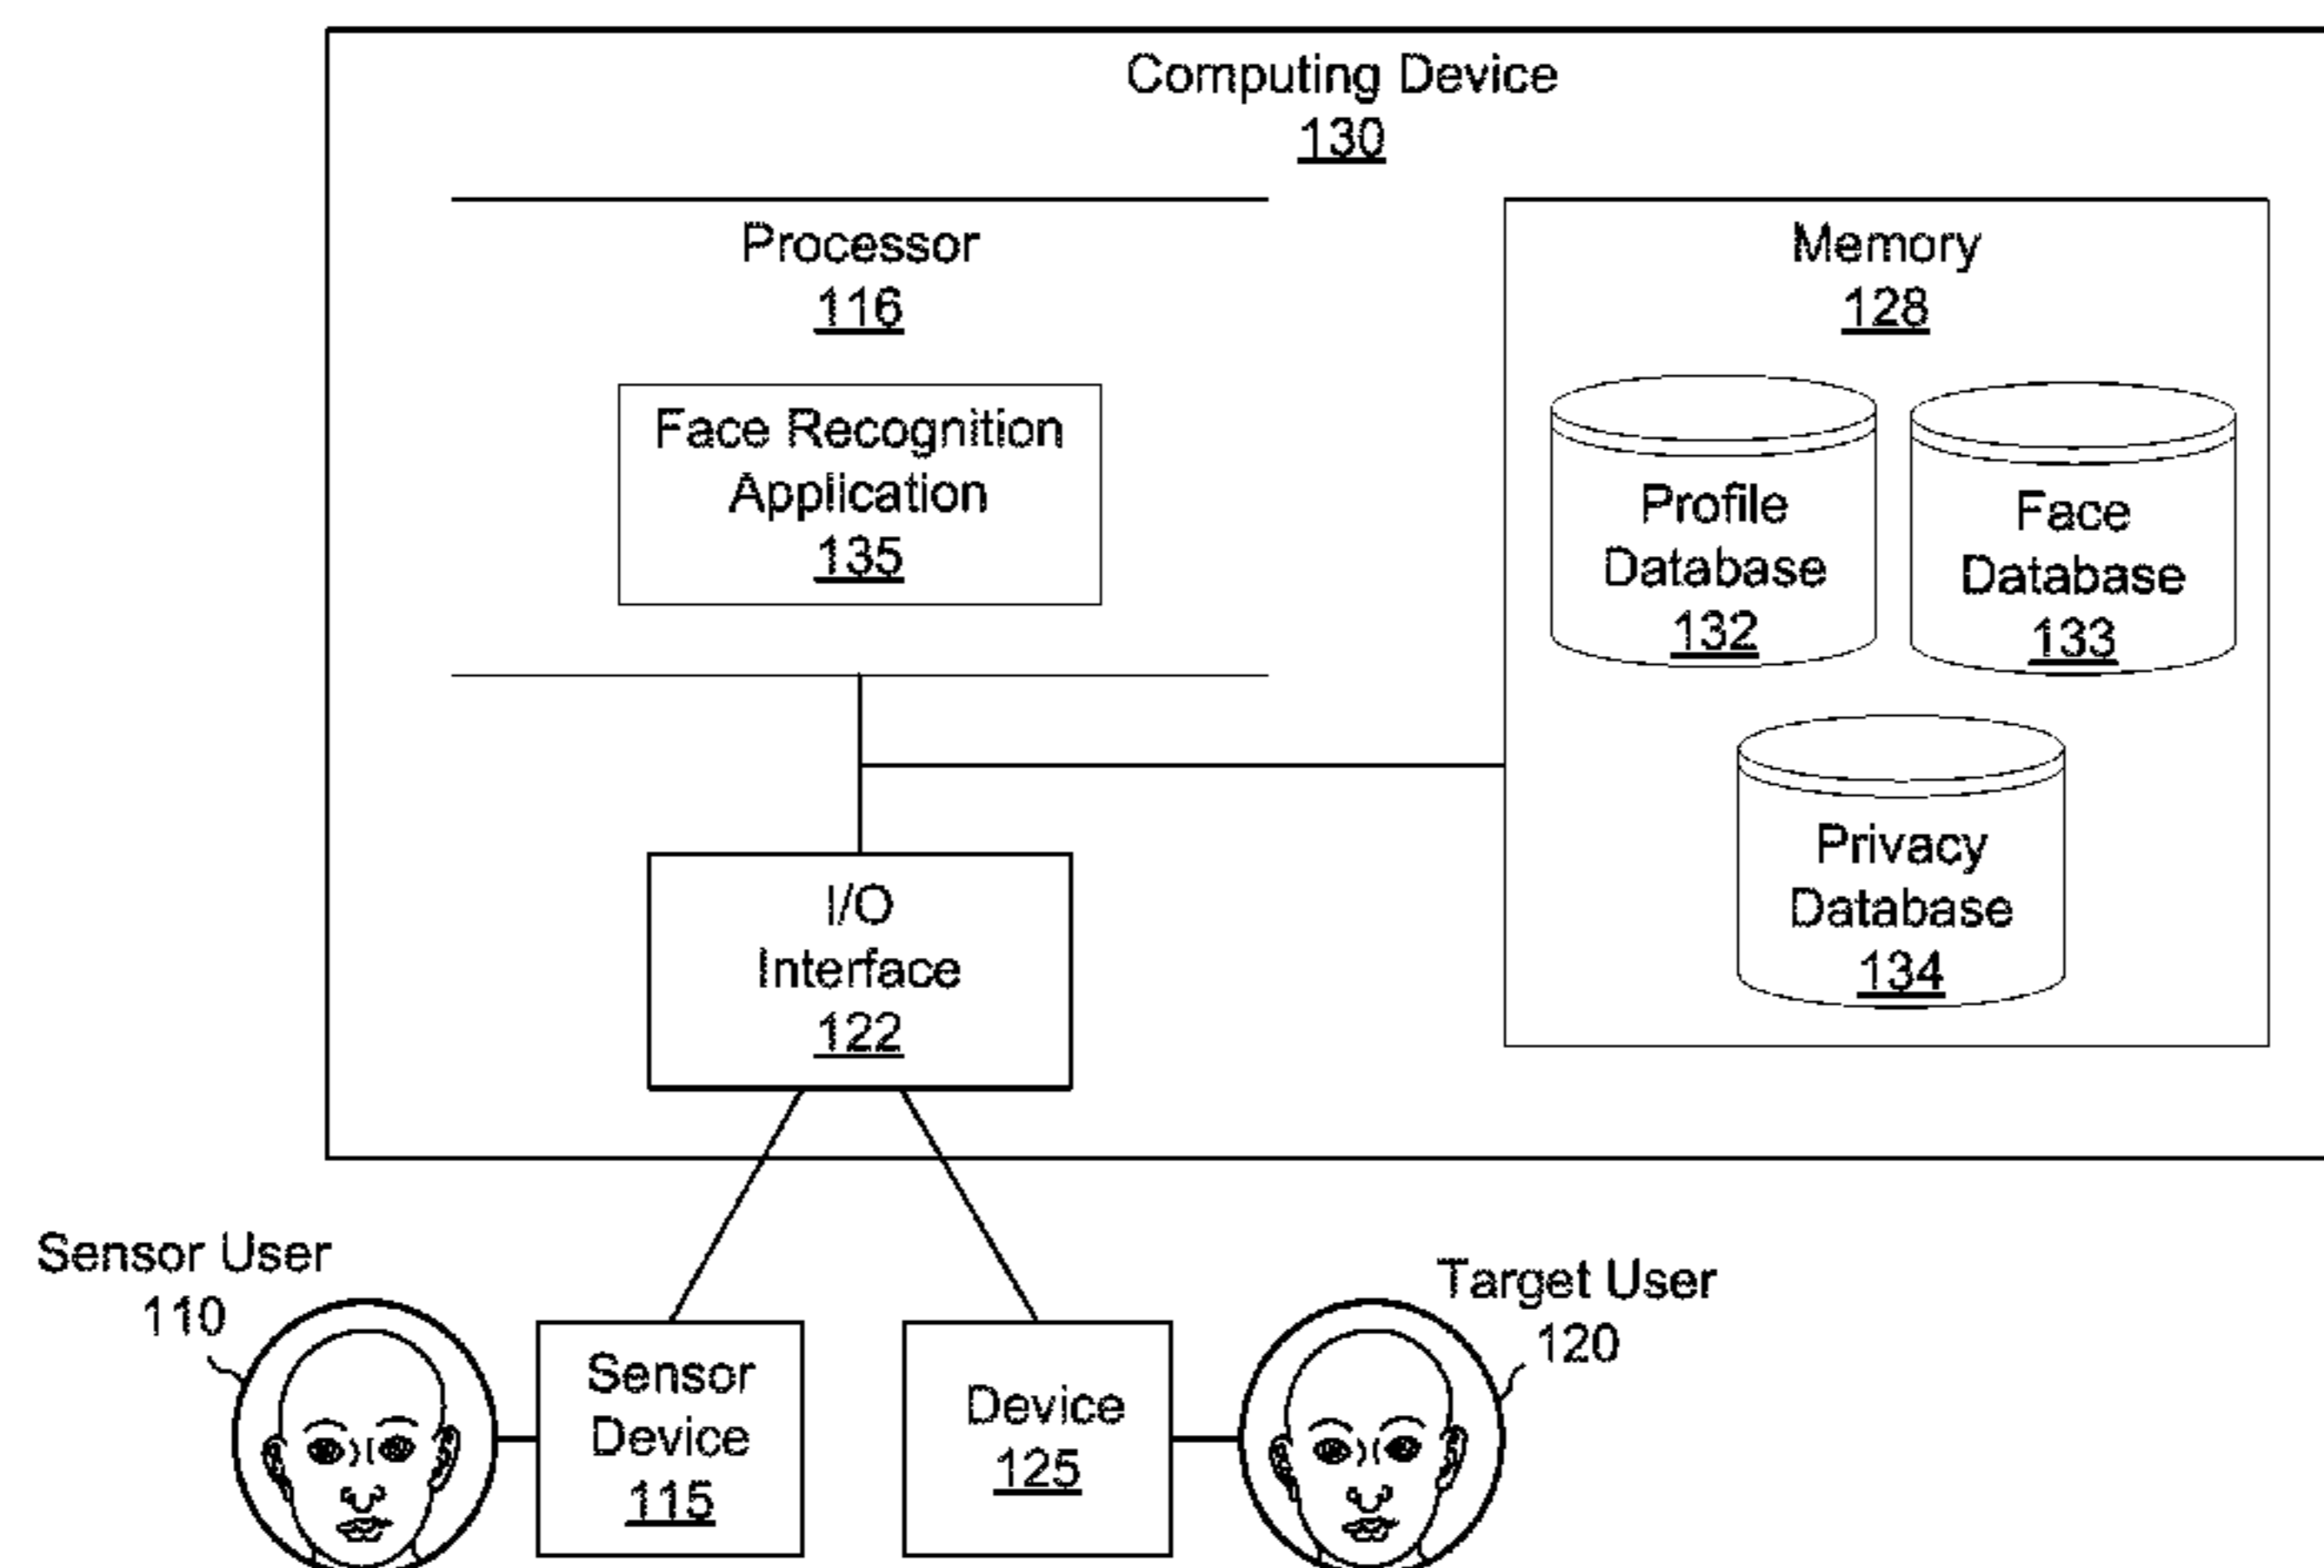 Computing Device
130
Processor
116
Face Recognition
Application
135
Memory
128
Profile
Database
132
Face
Database
133
Privacy
Database
134
I/O
Interface
122
Sensor User
110
Sensor
Device
115
Device
125
Target User
120